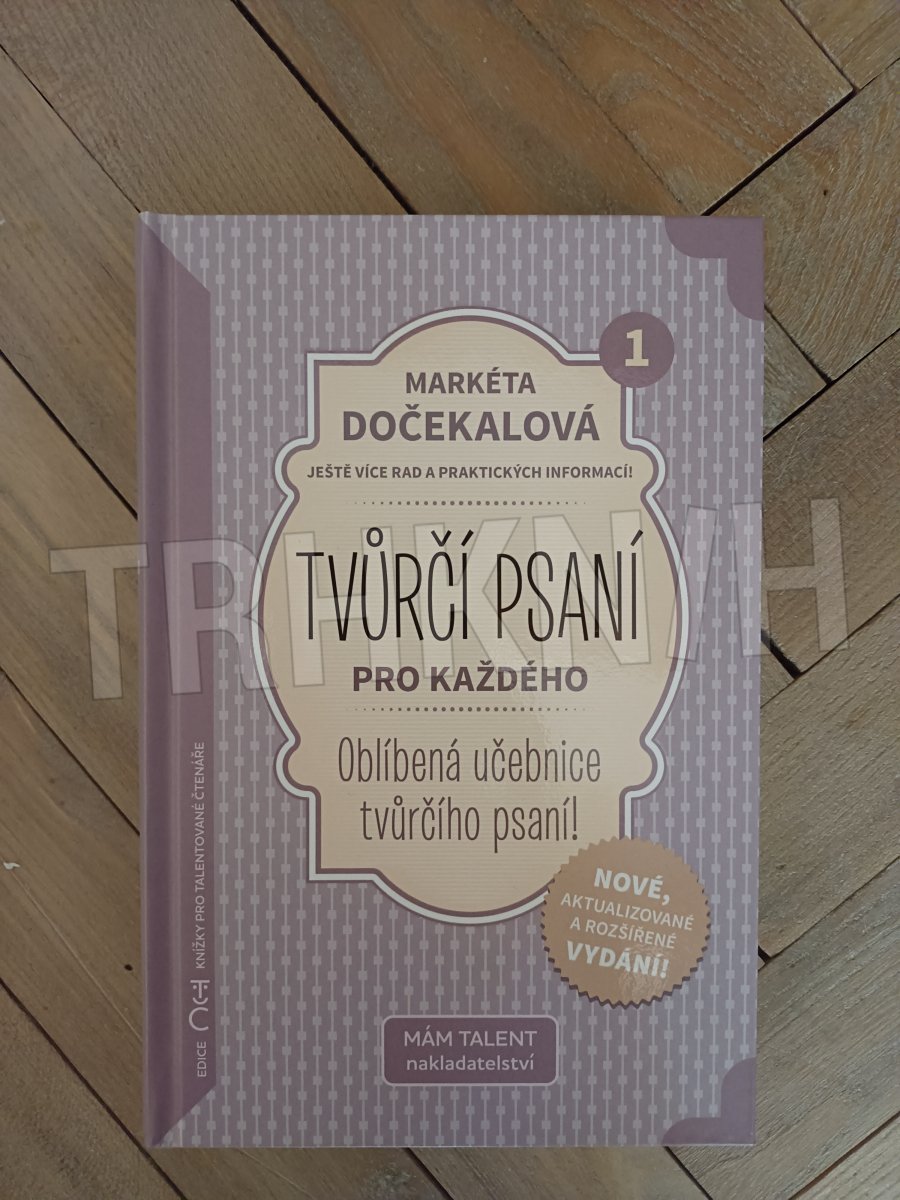 1
MARKÉTA
DOČEKALOVÁ
JEŠTĚ VÍCE RAD A PRAKTICKÝCH INFORMACÍ!
TVŮRČÍ PSANÍ
PRO KAŽDÉHO
Oblíbená učebnice
tvůrčího psaní!
NOVÉ,
AKTUALIZOVANÉ
A ROZŠÍŘENÉ
VYDÁNÍ!
MÁM TALENT
nakladatelství
EDICE KNÍŽKY PRO TALENTOVANÉ ČTENÁŘE
TRHKNIH